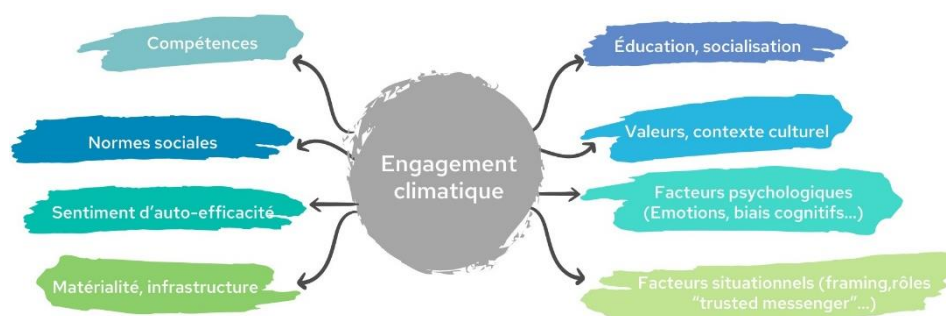 Compétences
Éducation, socialisation
Normes sociales
Valeurs, contexte culturel
Engagement
climatique
Sentiment d'auto-efficacité
Facteurs psychologiques
(Emotions, biais cognitifs...)
Matérialité, infrastructure
Facteurs situationnels (framing,rôles
“trusted messenger”...)